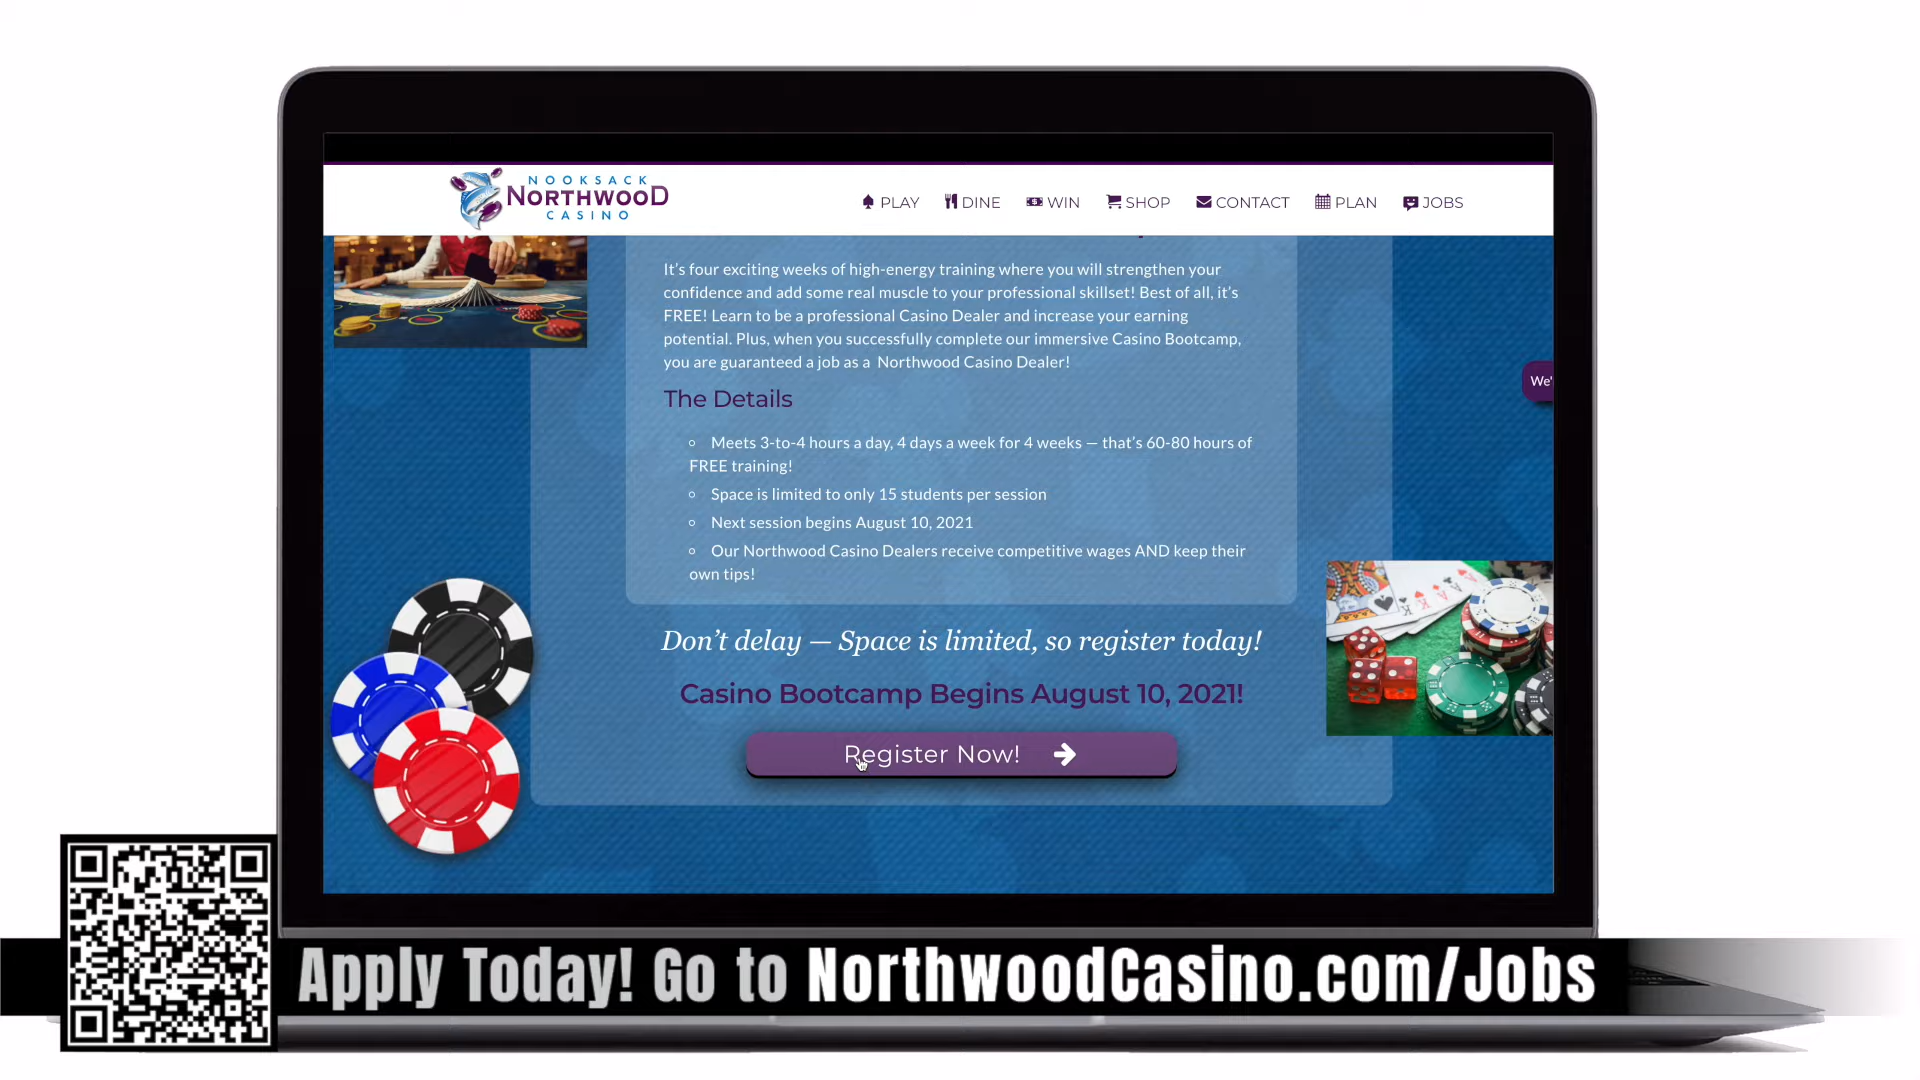 NOOKSACK
NORTHWOOD
CASINO
PLAY DINE WIN SHOP CONTACT PLAN JOBS
It's four exciting weeks of high-energy training where you will strengthen your
confidence and add some real muscle to your professional skillset! Best of all, it's
FREE! Learn to be a professional Casino Dealer and increase your earning
potential. Plus, when you successfully complete our immersive Casino Bootcamp,
you are guaranteed a job as a Northwood Casino Dealer!
We'
The Details
Meets 3-to-4 hours a day, 4 days a week for 4 weeks — that's 60-80 hours of
FREE training!
Space is limited to only 15 students per session
Next session begins August 10, 2021
Our Northwood Casino Dealers receive competitive wages AND keep their
own tips!
Don't delay — Space is limited, so register today!
Casino Bootcamp Begins August 10, 2021!
Register Now!
Apply Today! Go to NorthwoodCasino.com/Jobs